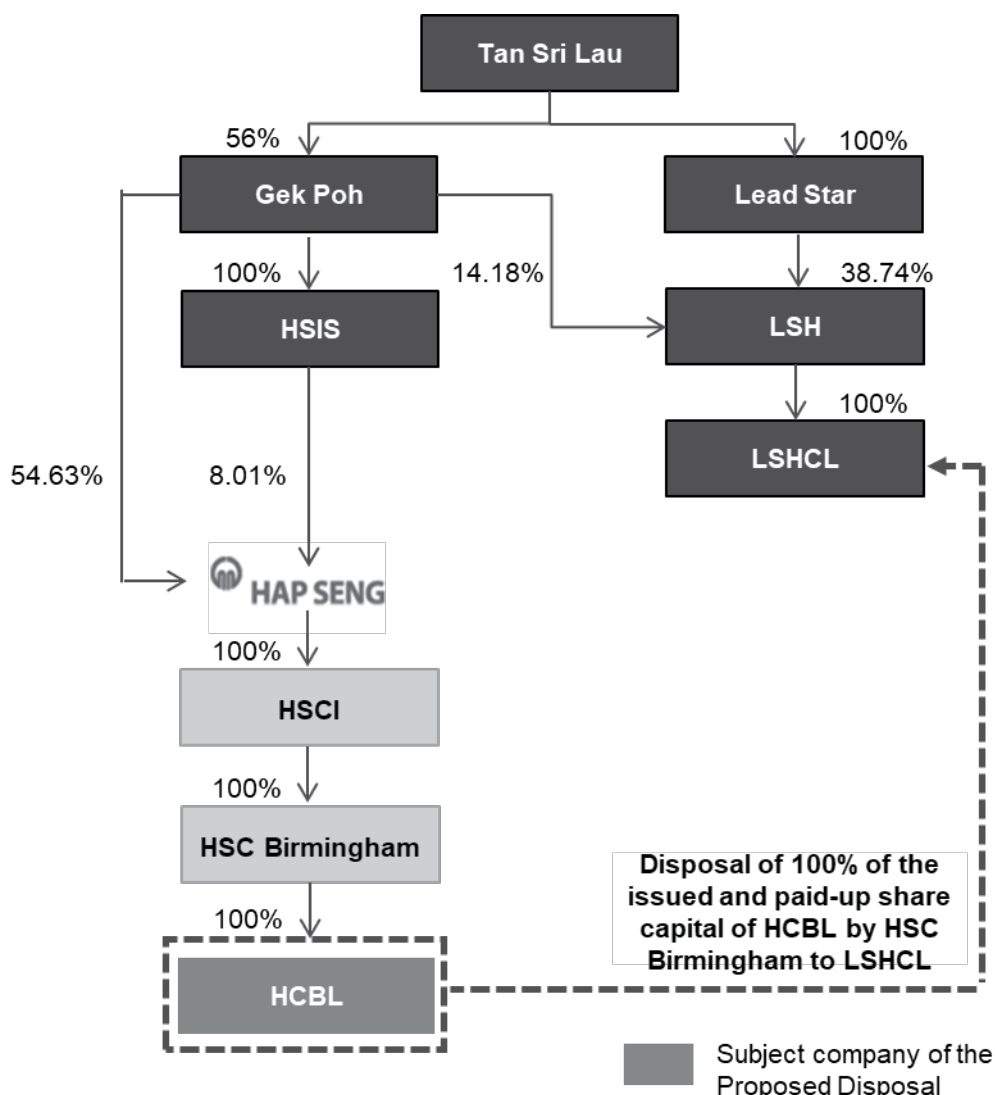 Tan Sri Lau
56%
100%
Gek Poh
Lead Star
100%
14.18%
38.74%
HSIS
LSH
100%
LSHCL
54.63%
8.01%
HAP SENG
100%
HSCI
100%
HSC Birmingham
100%
Disposal of 100% of the
issued and paid-up share
capital of HCBL by HSC
Birmingham to LSHCL
HCBL
Subject company of the
Proposed Disposal